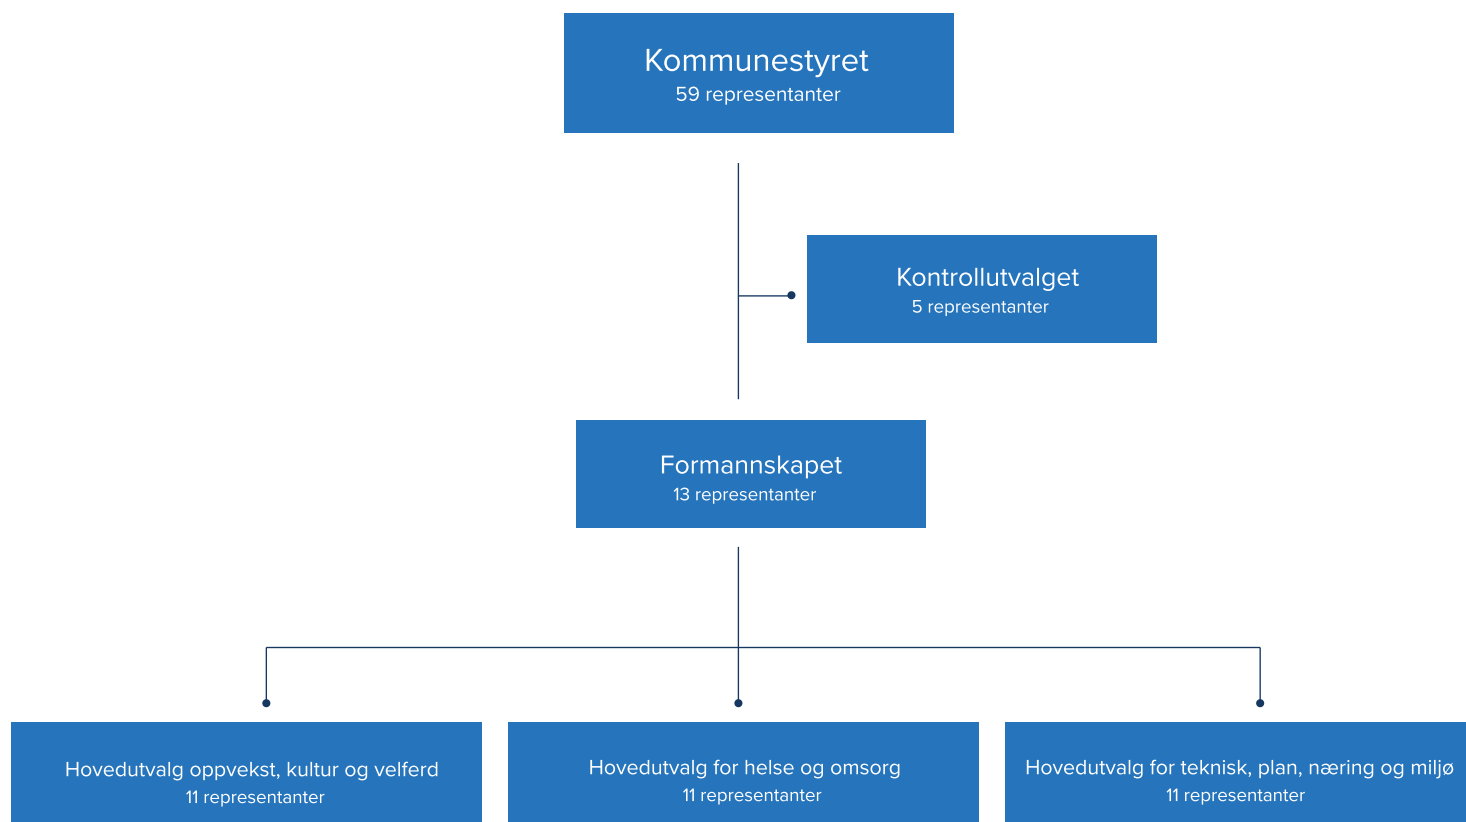 Kommunestyret
59 representanter
Kontrollutvalget
5 representanter
Formannskapet
13 representanter
Hovedutvalg oppvekst, kultur og velferd
11 representanter
Hovedutvalg for helse og omsorg
11 representanter
Hovedutvalg for teknisk, plan, næring og miljø
11 representanter